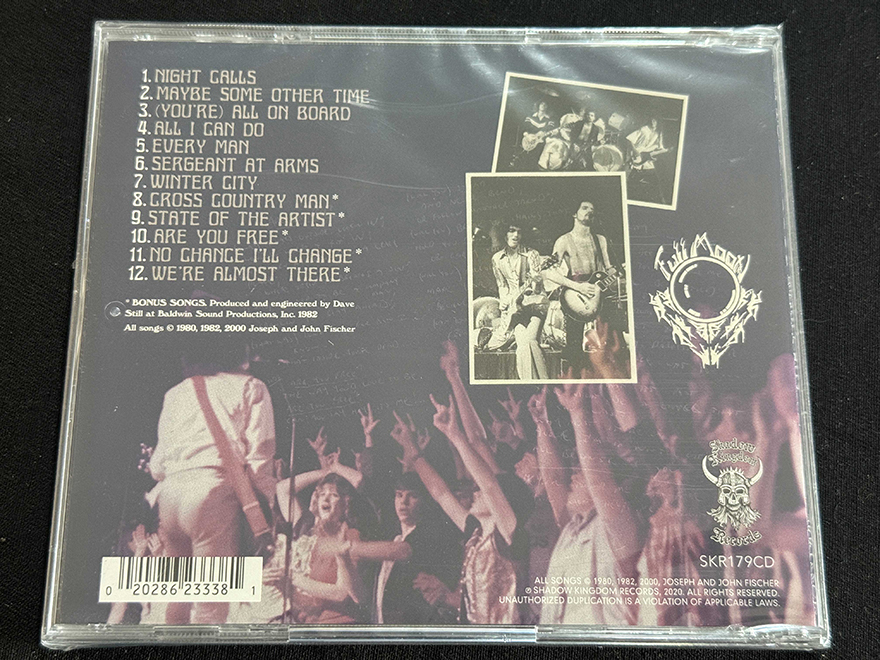 1. NIGHT CALLS
2. MAYBE SOME OTHER TIME
3. (YOU'RE) ALL ON BOARD
4. ALL I CAN DO
5. EVERY MAN
6. SERGEANT AT ARMS
7. WINTER CITY
8. CROSS COUNTRY MAN*
9. STATE OF THE ARTIST*
10. ARE YOU FREE*
11. NO CHANCE I'LL CHANGE*
12. WE'RE ALMOST THERE*
* BONUS SONGS. Produced and engineered by Dave
Still at Baldwin Sound Productions, Inc. 1982
All songs © 1980, 1982, 2000 Joseph and John Fischer
Full Moon
Shadow
Kingdom
Records
SKR179CD
ALL SONGS © 1980, 1982, 2000, JOSEPH AND JOHN FISCHER
℗ SHADOW KINGDOM RECORDS, 2020. ALL RIGHTS RESERVED.
UNAUTHORIZED DUPLICATION IS A VIOLATION OF APPLICABLE LAWS.
0 20286 23338 1